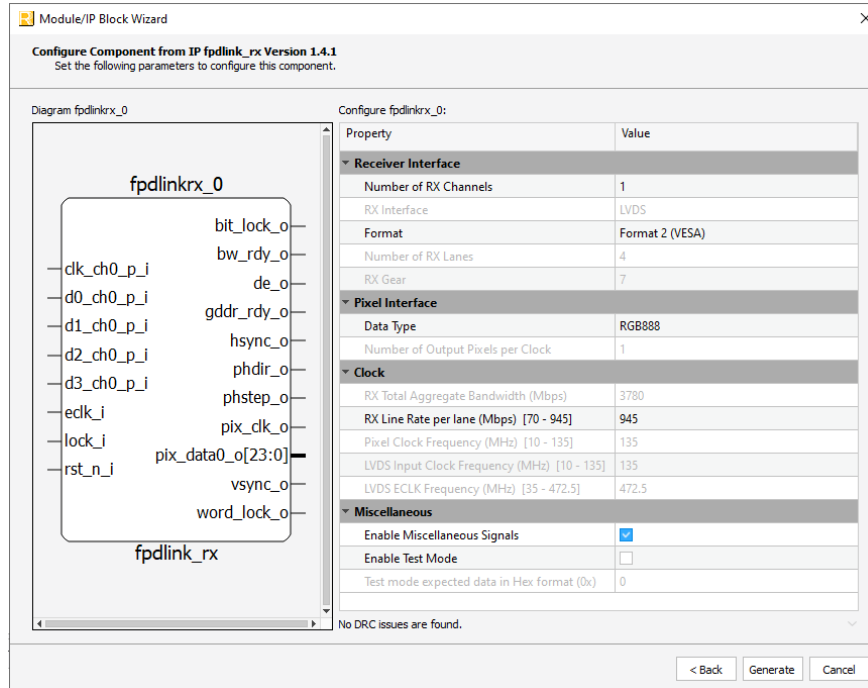 Module/IP Block Wizard
Configure Component from IP fpdlink_rx Version 1.4.1
Set the following parameters to configure this component.
Diagram fpdlinkrx_0
Configure fpdlinkrx_0:
fpdlinkrx_0
bit_lock_o
bw_rdy_o
clk_ch0_p_i
de_o
d0_ch0_p_i
gddr_rdy_o
d1_ch0_p_i
hsync_o
d2_ch0_p_i
phdir_o
d3_ch0_p_i
phstep_o
eclk_i
pix_clk_o
lock_i
pix_data0_o[23:0]
rst_n_i
vsync_o
word_lock_o
fpdlink_rx
Property Value
Receiver Interface
Number of RX Channels 1
RX Interface LVDS
Format Format 2 (VESA)
Number of RX Lanes 4
RX Gear 7
Pixel Interface
Data Type RGB888
Number of Output Pixels per Clock 1
Clock
RX Total Aggregate Bandwidth (Mbps) 3780
RX Line Rate per lane (Mbps) [70 - 945] 945
Pixel Clock Frequency (MHz) [10 - 135] 135
LVDS Input Clock Frequency (MHz) [10 - 135] 135
LVDS ECLK Frequency (MHz) [35 - 472.5] 472.5
Miscellaneous
Enable Miscellaneous Signals
Enable Test Mode
Test mode expected data in Hex format (0x) 0
No DRC issues are found.
< Back Generate Cancel